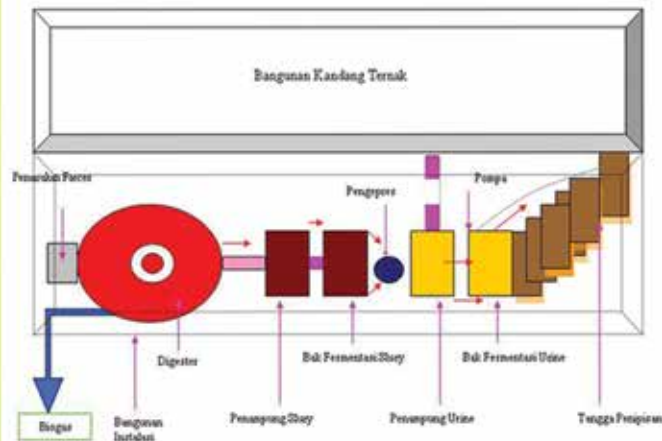 Bangunan Kandang Ternak
Pemasukan Faeces
Pengepres
Pompa
Digester
Bak Fermentasi Slurry
Bak Fermentasi Urine
Biogas
Bangunan
Instalasi
Penampung Slurry
Penampung Urine
Tangga Penipisan